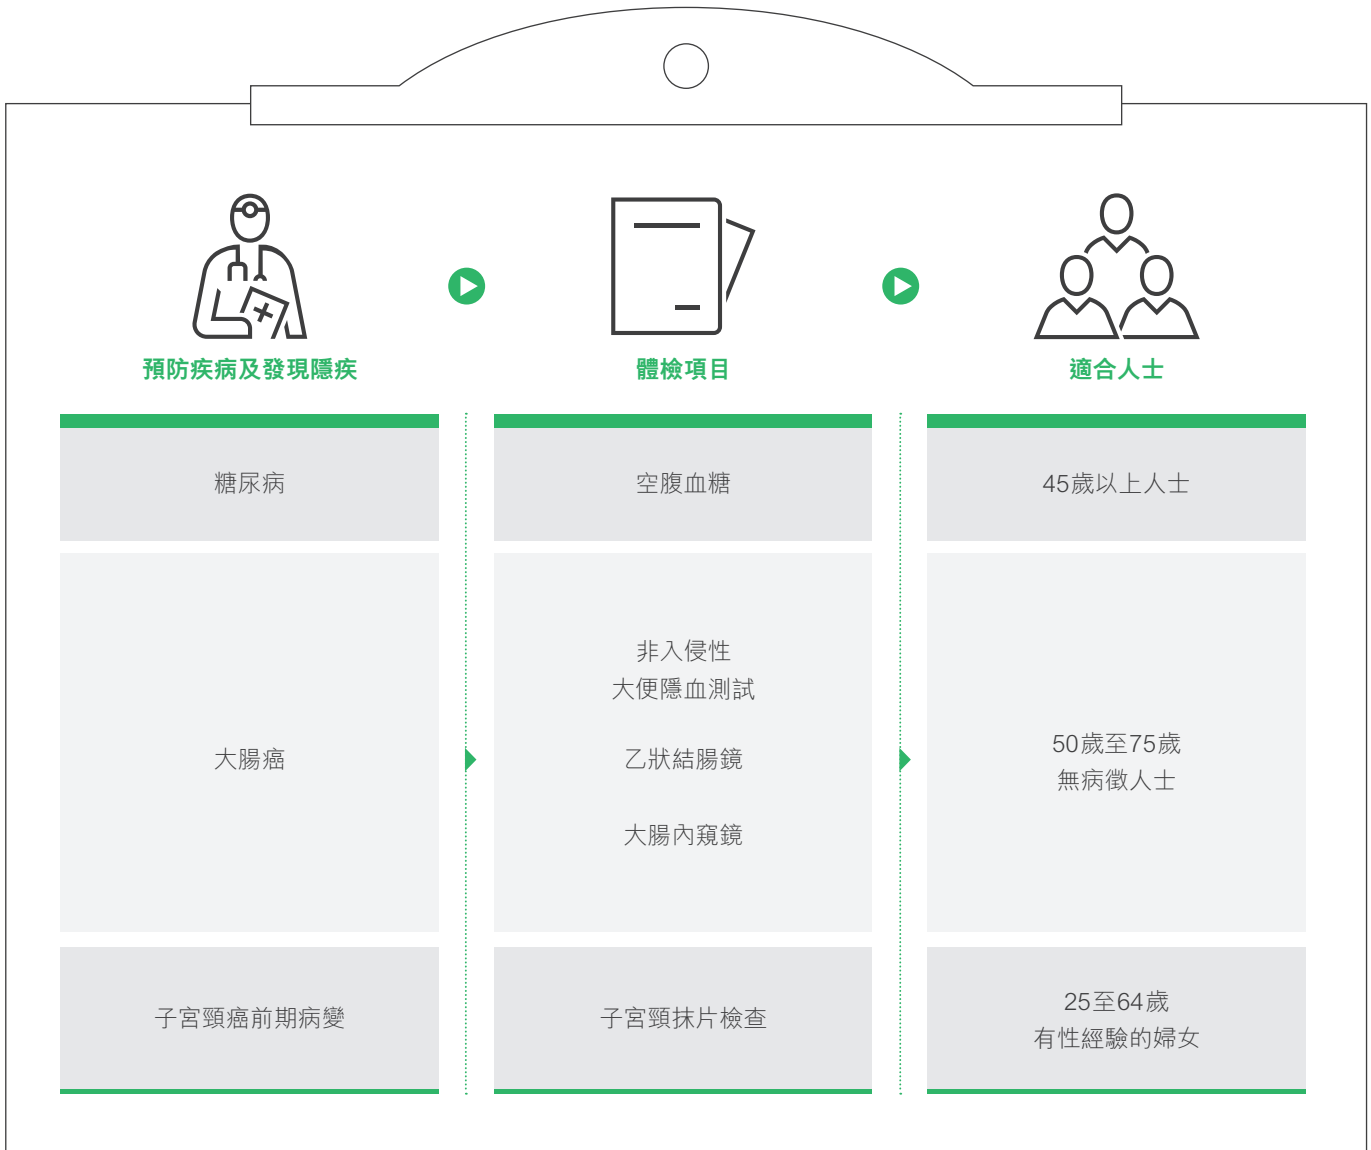 預防疾病及發現隱疾
體檢項目
適合人士
糖尿病
空腹血糖
45歲以上人士
大腸癌
非入侵性
大便隱血測試
乙狀結腸鏡
大腸內窺鏡
50歲至75歲
無病徵人士
子宮頸癌前期病變
子宮頸抹片檢查
25至64歲
有性經驗的婦女